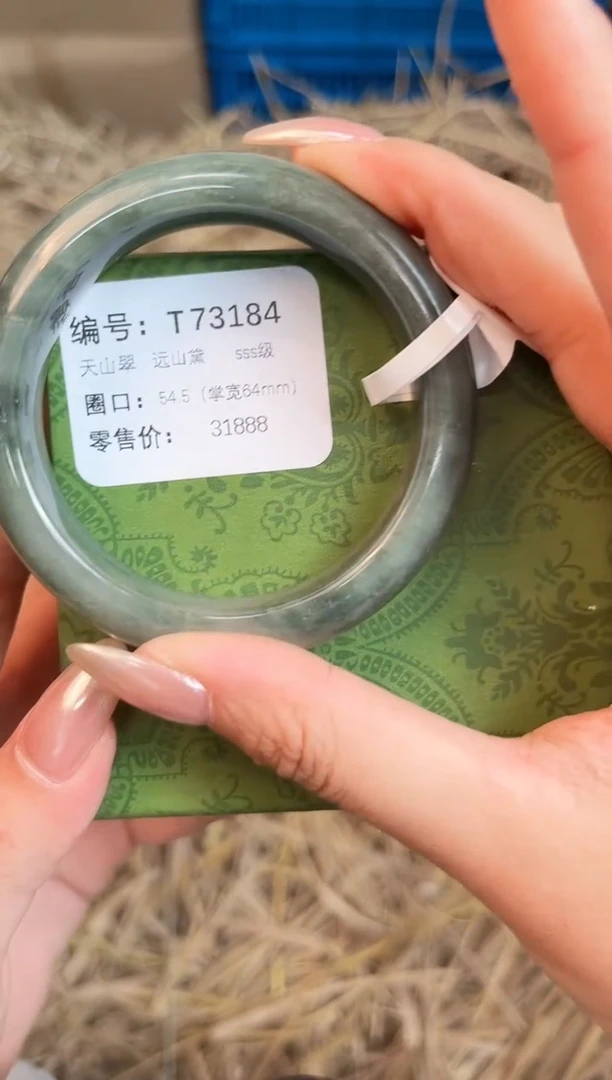 编号: T73184
天山翠 远山黛 sss级
圈口: 54.5 (掌宽64mm)
零售价: 31888